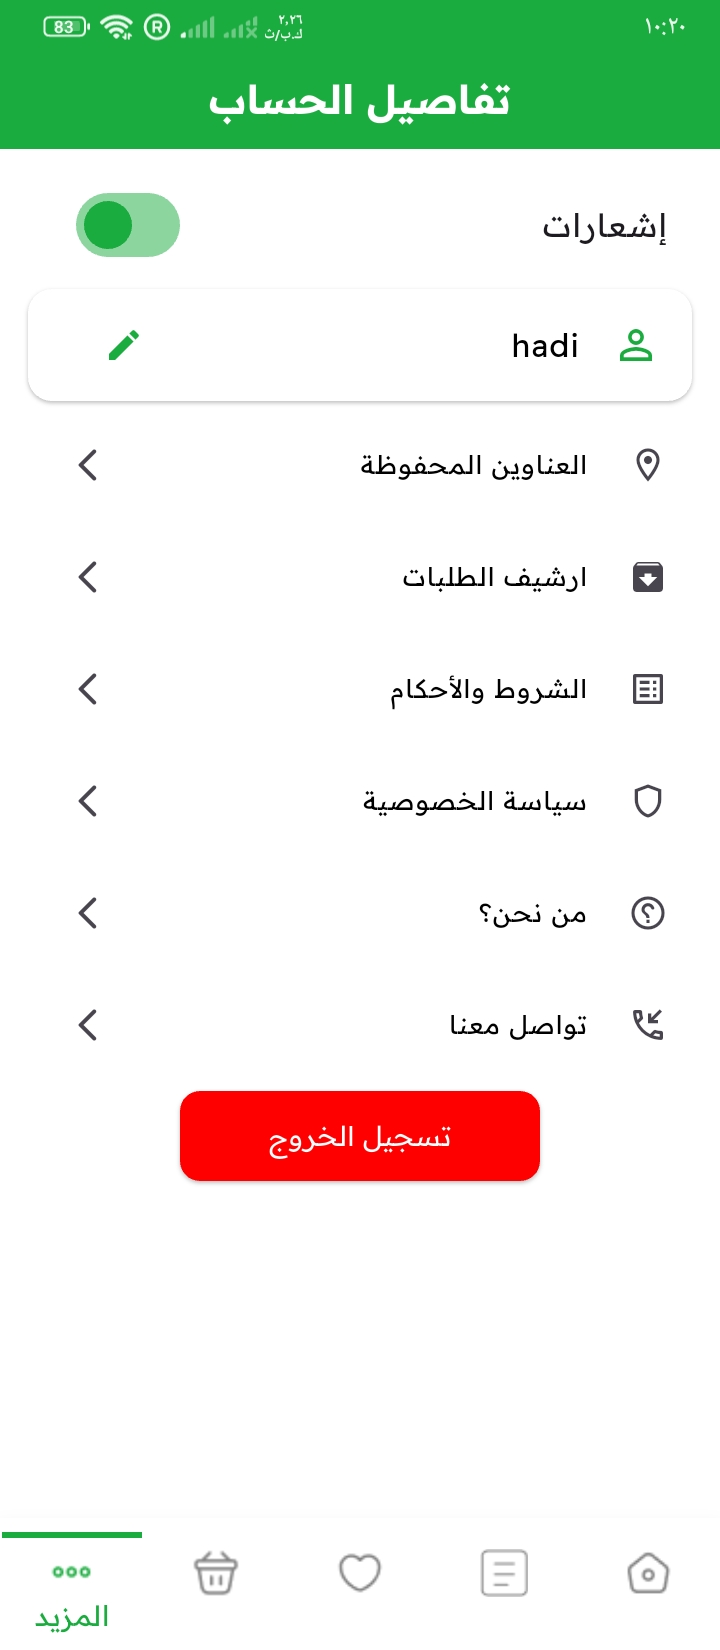 83 R ٢,٢٦ ك.ب/ث ١٠:٢٠
تفاصيل الحساب
إشعارات
hadi
العناوين المحفوظة
ارشيف الطلبات
الشروط والأحكام
سياسة الخصوصية
من نحن؟
تواصل معنا
تسجيل الخروج
المزيد